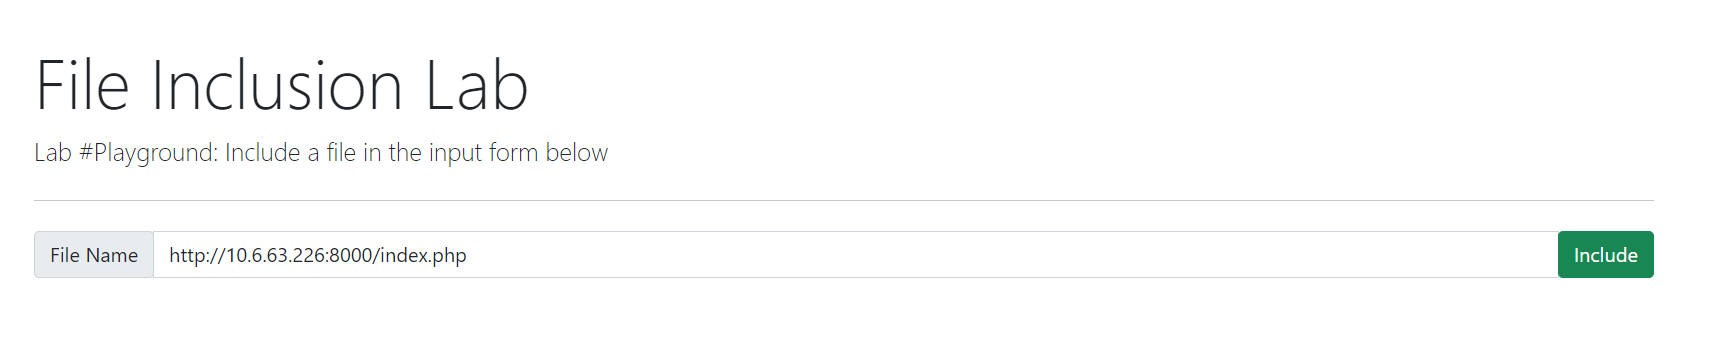 File Inclusion Lab
Lab #Playground: Include a file in the input form below
File Name http://10.6.63.226:8000/index.php Include